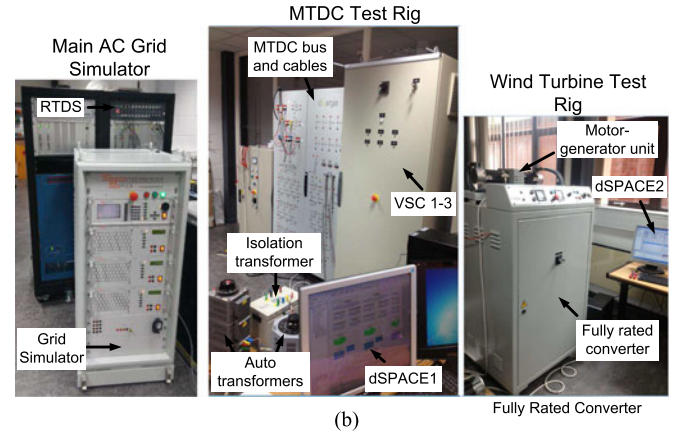 Main AC Grid
Simulator
RTDS
Grid
Simulator
MTDC Test Rig
MTDC bus
and cables
VSC 1-3
Isolation
transformer
Auto
transformers
dSPACE1
Wind Turbine Test
Rig
Motor-
generator unit
dSPACE2
Fully rated
converter
Fully Rated Converter
(b)